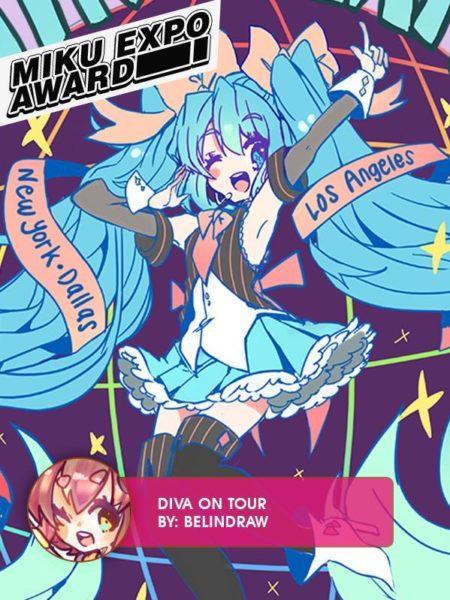 MIKU EXPO
AWARD
New York · Dallas
Los Angeles
DIVA ON TOUR
BY: BELINDRAW